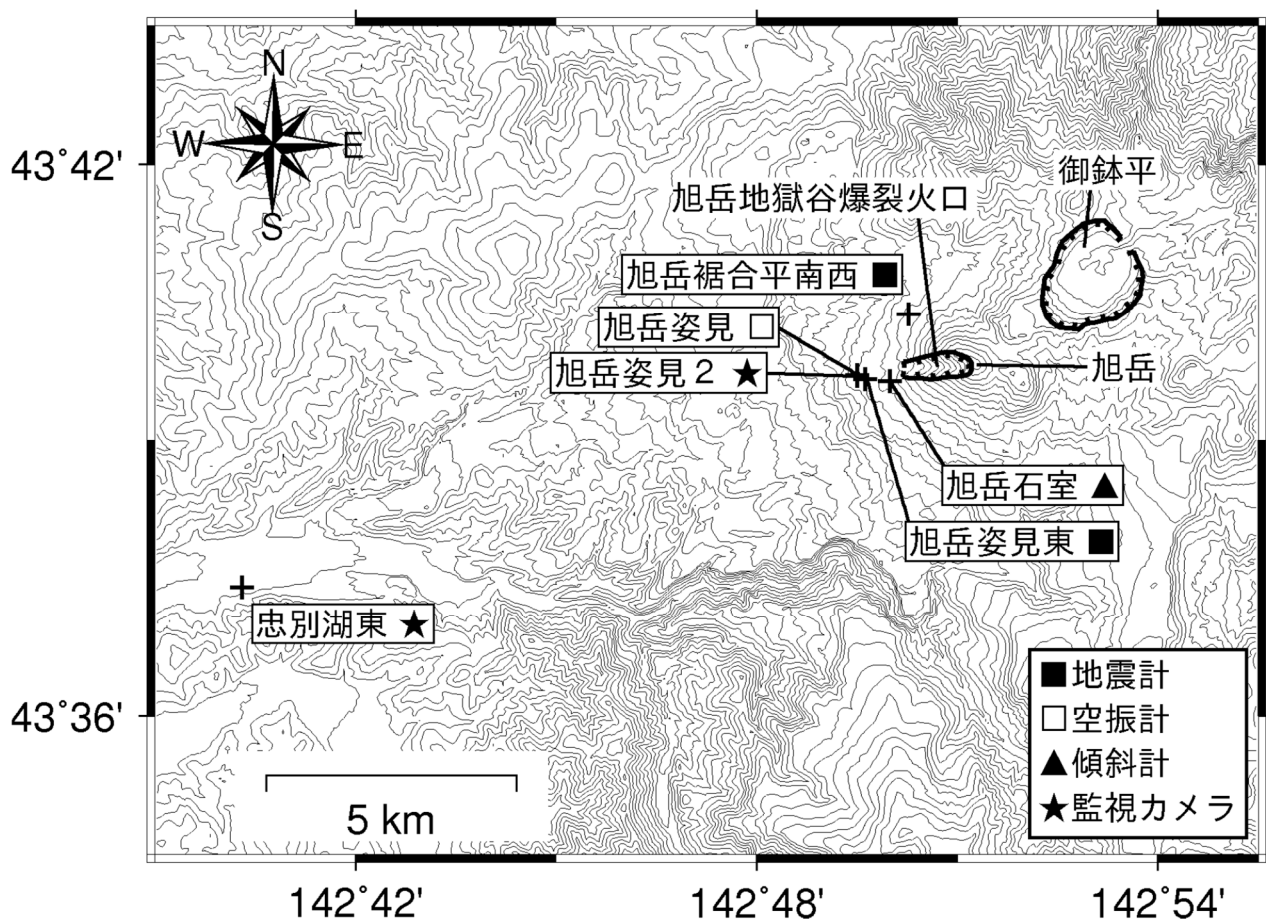 N
W E
S
43°42'
御鉢平
旭岳地獄谷爆裂火口
旭岳裾合平南西 ■
旭岳姿見 □
旭岳姿見2 ★
旭岳
旭岳石室 ▲
旭岳姿見東 ■
忠別湖東 ★
■地震計
□空振計
▲傾斜計
★監視カメラ
43°36'
5 km
142°42'
142°48'
142°54'